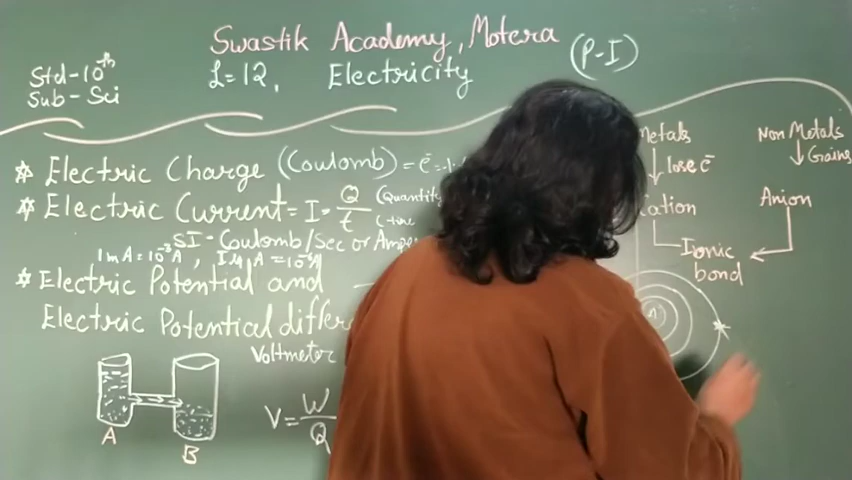 Swastik Academy, Motera
Std-10th
Sub-Sci
L=12, Electricity
(P-I)
* Electric Charge (Coulomb) = e⁻ =
* Electric Current = I = Q/t (Quantity
SI - Coulomb/Sec or Ampe
1mA = 10⁻³A, 1μA = 10⁻⁶A
* Electric Potential and
Electric Potential differ
Voltmeter
V = W/Q
A
B
Metals
lose e⁻
Cation
Non Metals
Grains
Anion
Ionic
bond